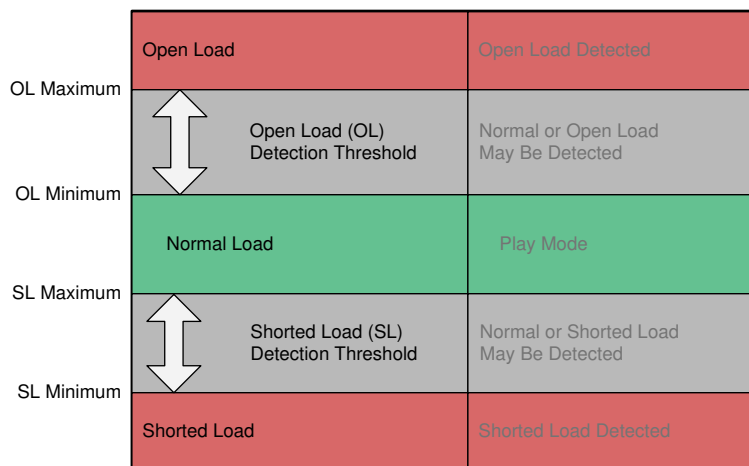 Open Load
Open Load Detected
OL Maximum
Open Load (OL)
Detection Threshold
Normal or Open Load
May Be Detected
OL Minimum
Normal Load
Play Mode
SL Maximum
Shorted Load (SL)
Detection Threshold
Normal or Shorted Load
May Be Detected
SL Minimum
Shorted Load
Shorted Load Detected